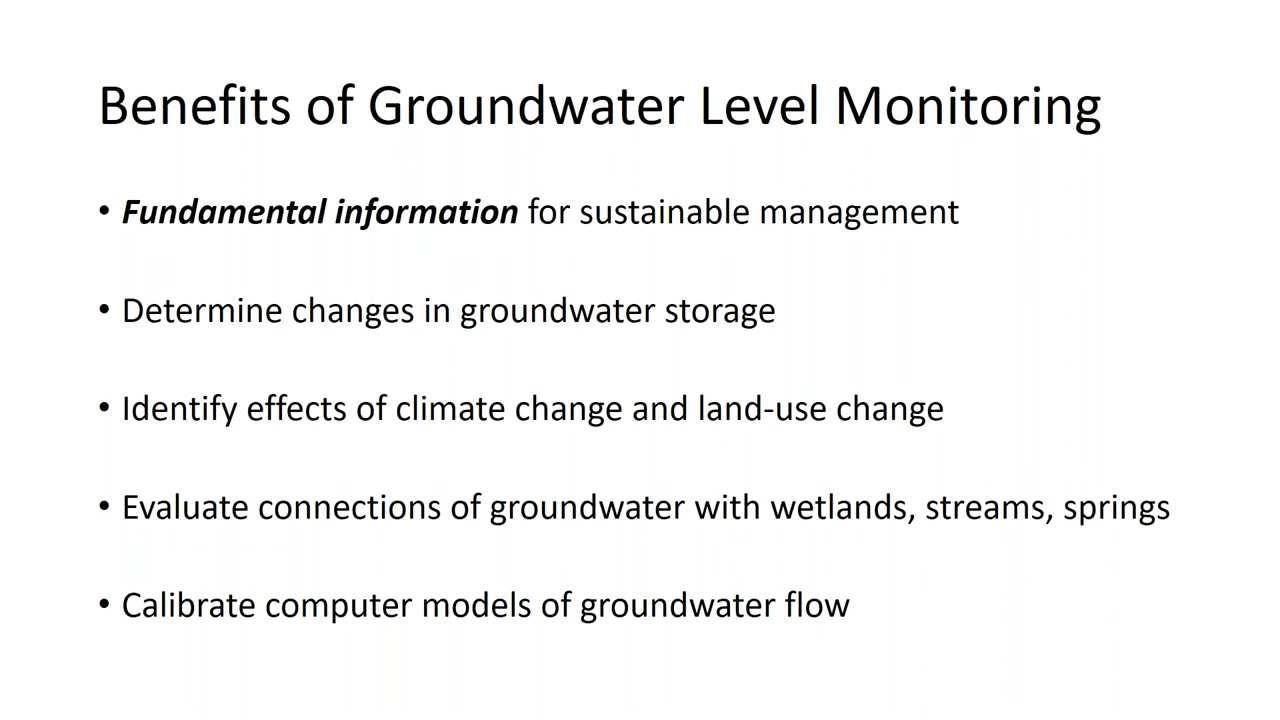 Benefits of Groundwater Level Monitoring
• Fundamental information for sustainable management
• Determine changes in groundwater storage
• Identify effects of climate change and land-use change
• Evaluate connections of groundwater with wetlands, streams, springs
• Calibrate computer models of groundwater flow